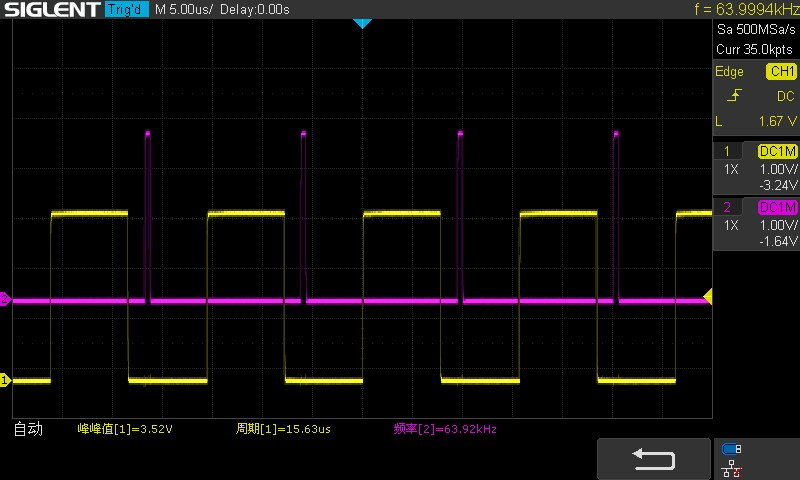 SIGLENT Trig'd M 5.00us/ Delay:0.00s f = 63.9994kHz
Sa 500MSa/s
Curr 35.0kpts
Edge CH1
DC
L 1.67 V
1 DC1M
1X 1.00V/
-3.24V
2 DC1M
1X 1.00V/
-1.64V
2
1
自动 峰峰值[1]=3.52V 周期[1]=15.63us 频率[2]=63.92kHz